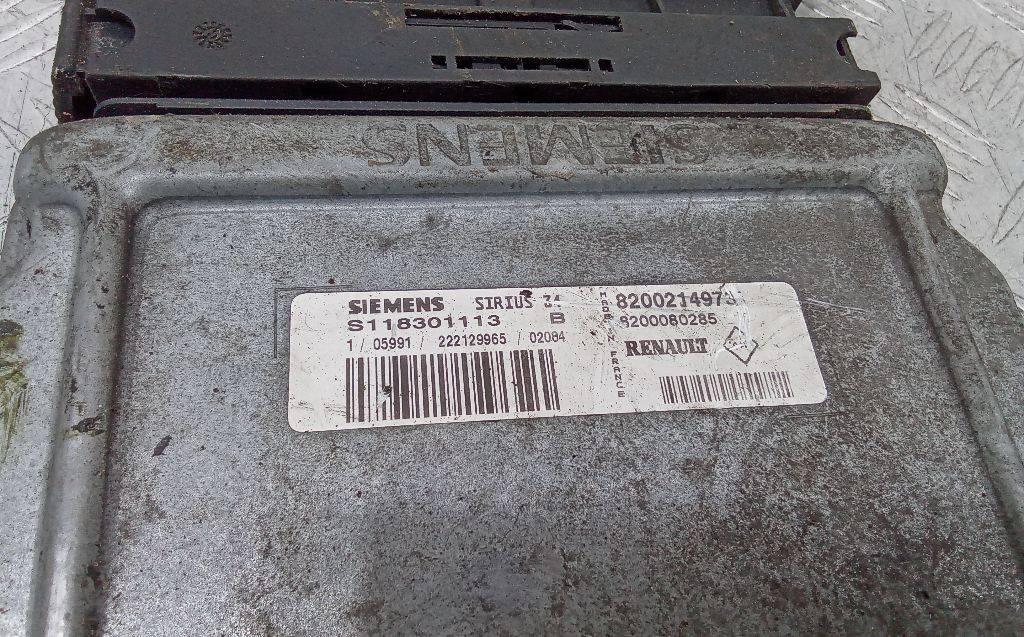 SIEMENS
SIEMENS SIRIUS 34
S118301113 B
1 / 05991 / 222129965 / 02084
MADE IN FRANCE
8200214973
8200080285
RENAULT